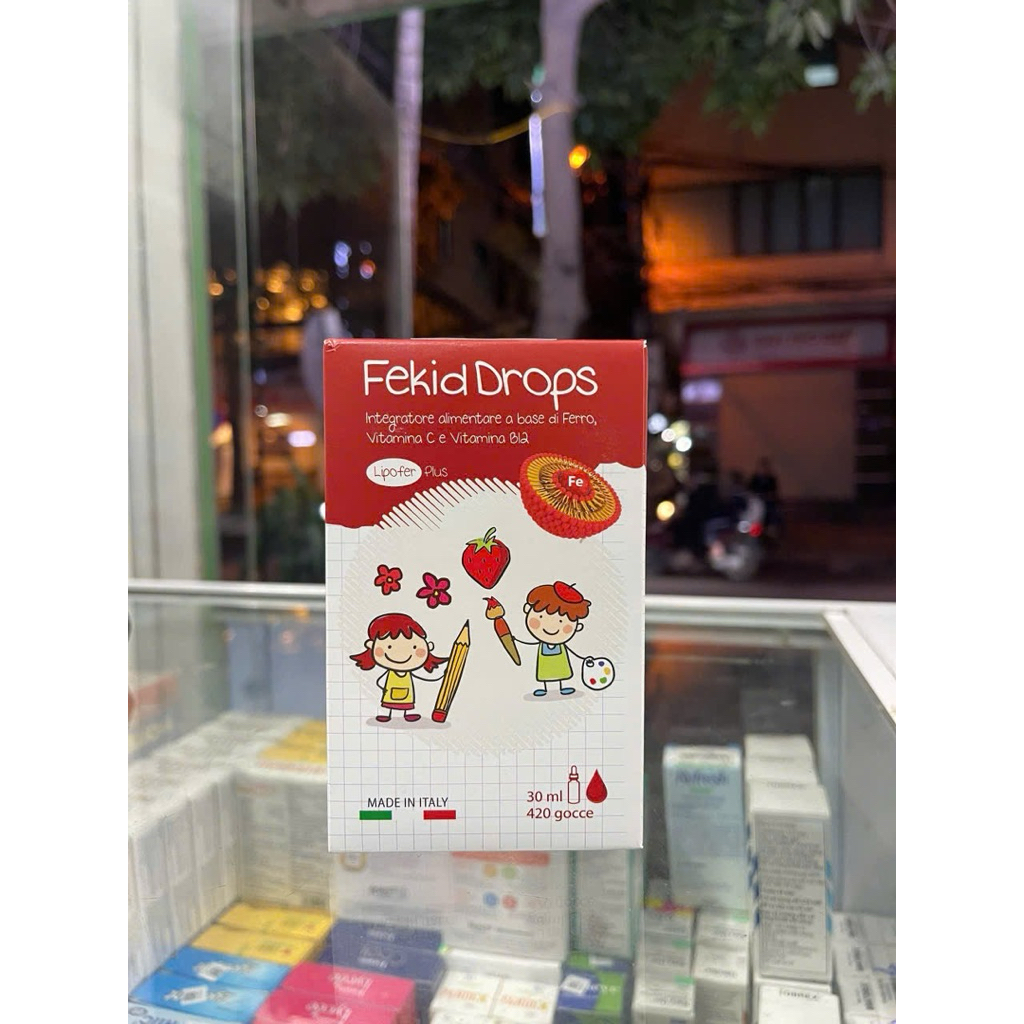 Fekid Drops
Integratore alimentare a base di Ferro,
Vitamina C e Vitamina B12
Lipofer Plus
Fe
MADE IN ITALY
30 ml
420 gocce
Refresh